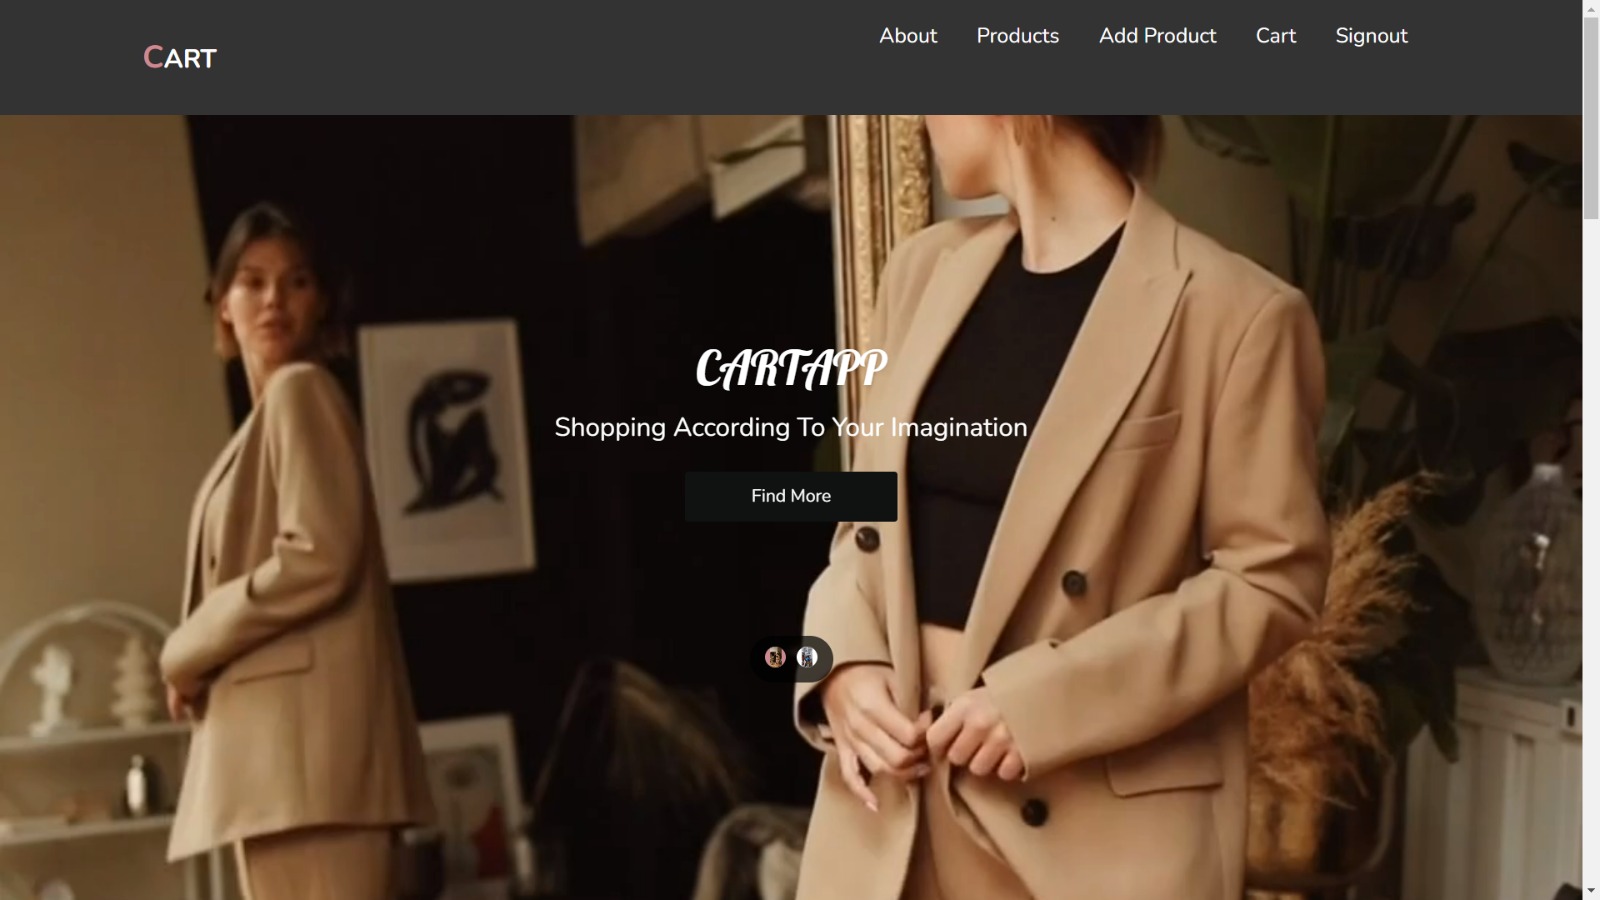 CART
About Products Add Product Cart Signout
CARTAPP
Shopping According To Your Imagination
Find More